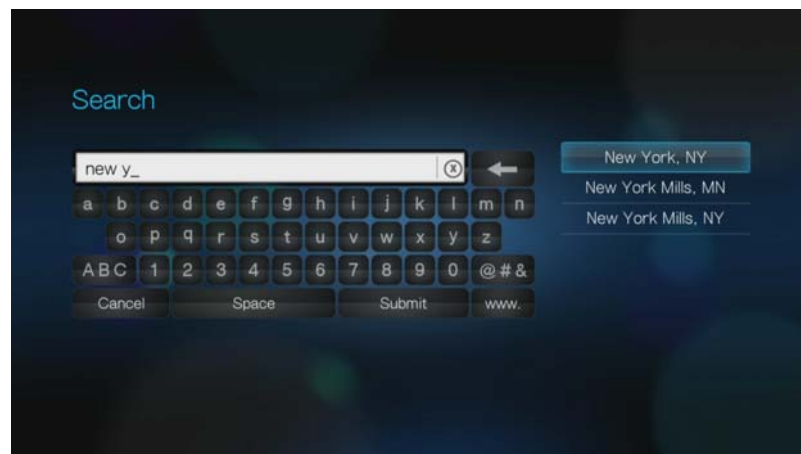 Search
new y_
New York, NY
New York Mills, MN
New York Mills, NY
a b c d e f g h i j k l m n
o p q r s t u v w x y z
ABC 1 2 3 4 5 6 7 8 9 0 @#&
Cancel Space Submit www.